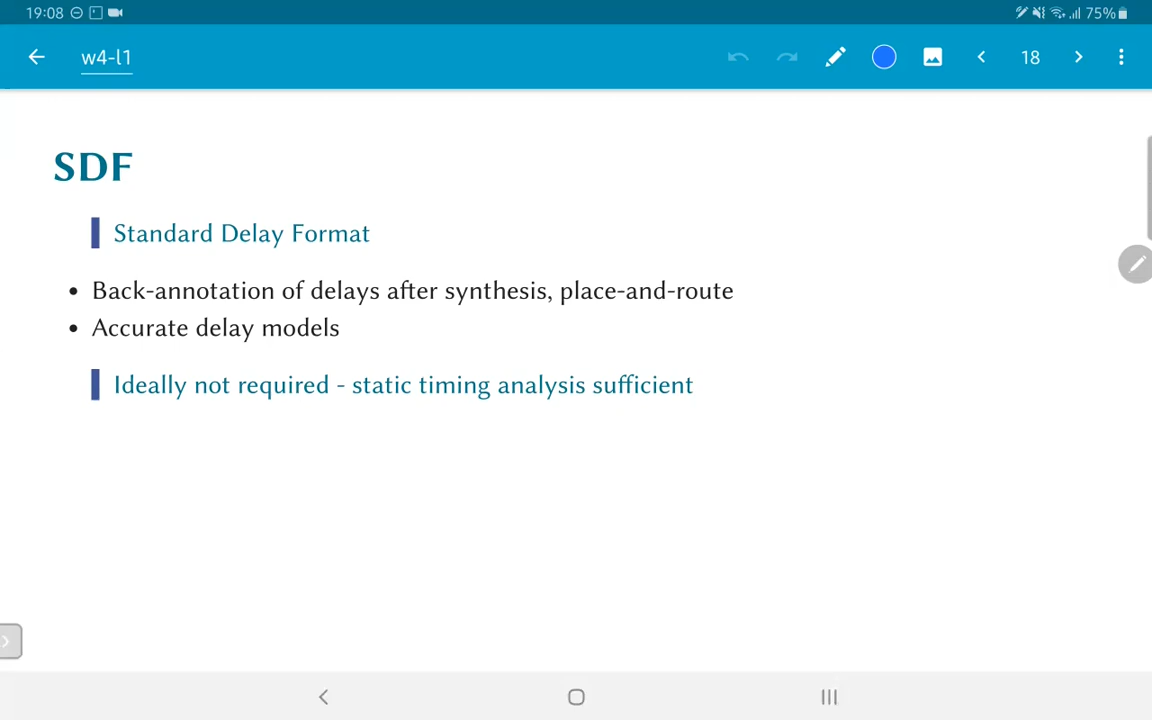 19:08 75%
w4-l1 18
SDF
Standard Delay Format
• Back-annotation of delays after synthesis, place-and-route
• Accurate delay models
Ideally not required - static timing analysis sufficient